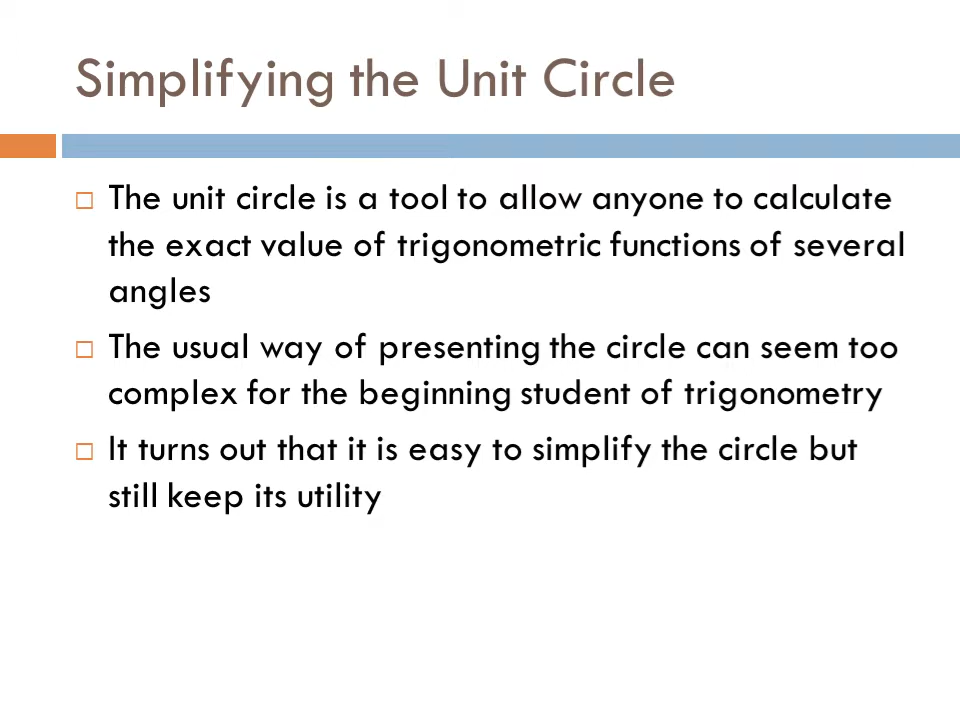 Simplifying the Unit Circle
The unit circle is a tool to allow anyone to calculate
the exact value of trigonometric functions of several
angles
The usual way of presenting the circle can seem too
complex for the beginning student of trigonometry
It turns out that it is easy to simplify the circle but
still keep its utility